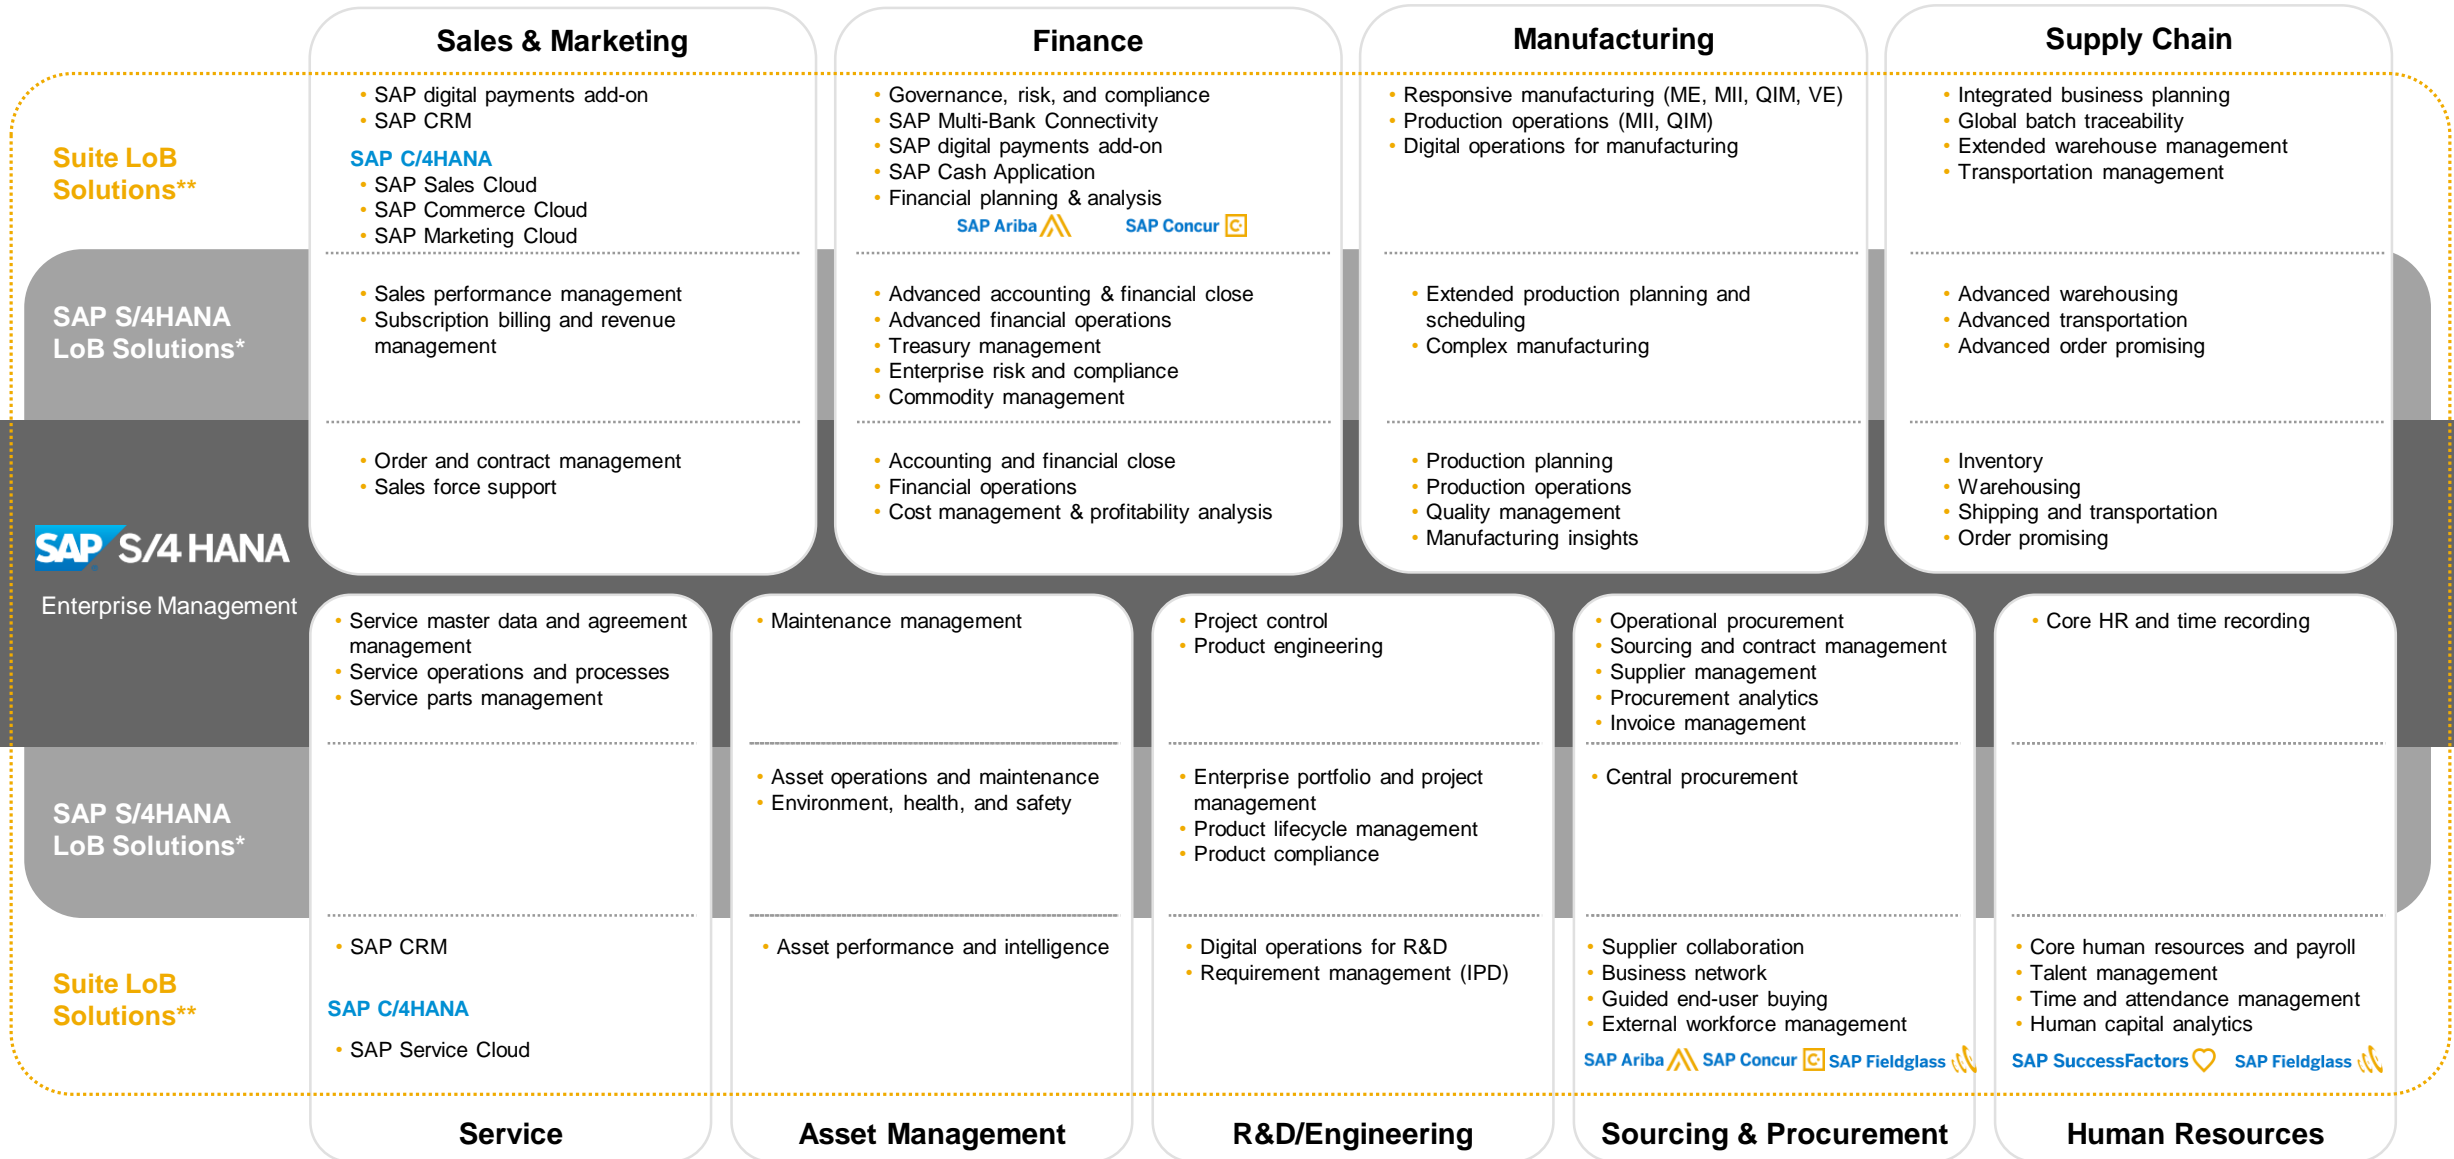 Sales & Marketing
Finance
Manufacturing
Supply Chain
Suite LoB
Solutions**
• SAP digital payments add-on
• SAP CRM
SAP C/4HANA
• SAP Sales Cloud
• SAP Commerce Cloud
• SAP Marketing Cloud
• Governance, risk, and compliance
• SAP Multi-Bank Connectivity
• SAP digital payments add-on
• SAP Cash Application
• Financial planning & analysis
SAP Ariba
SAP Concur C
• Responsive manufacturing (ME, MII, QIM, VE)
• Production operations (MII, QIM)
• Digital operations for manufacturing
• Integrated business planning
• Global batch traceability
• Extended warehouse management
• Transportation management
SAP S/4HANA
LoB Solutions*
• Sales performance management
• Subscription billing and revenue
management
• Advanced accounting & financial close
• Advanced financial operations
• Treasury management
• Enterprise risk and compliance
• Commodity management
• Extended production planning and
scheduling
• Complex manufacturing
• Advanced warehousing
• Advanced transportation
• Advanced order promising
SAP S/4HANA
Enterprise Management
• Order and contract management
• Sales force support
• Accounting and financial close
• Financial operations
• Cost management & profitability analysis
• Production planning
• Production operations
• Quality management
• Manufacturing insights
• Inventory
• Warehousing
• Shipping and transportation
• Order promising
• Service master data and agreement
management
• Service operations and processes
• Service parts management
• Maintenance management
• Project control
• Product engineering
• Operational procurement
• Sourcing and contract management
• Supplier management
• Procurement analytics
• Invoice management
• Core HR and time recording
SAP S/4HANA
LoB Solutions*
• Asset operations and maintenance
• Environment, health, and safety
• Enterprise portfolio and project
management
• Product lifecycle management
• Product compliance
• Central procurement
Suite LoB
Solutions**
• SAP CRM
SAP C/4HANA
• SAP Service Cloud
• Asset performance and intelligence
• Digital operations for R&D
• Requirement management (IPD)
• Supplier collaboration
• Business network
• Guided end-user buying
• External workforce management
SAP Ariba
SAP Concur C
SAP Fieldglass
• Core human resources and payroll
• Talent management
• Time and attendance management
• Human capital analytics
SAP SuccessFactors
SAP Fieldglass
Service
Asset Management
R&D/Engineering
Sourcing & Procurement
Human Resources